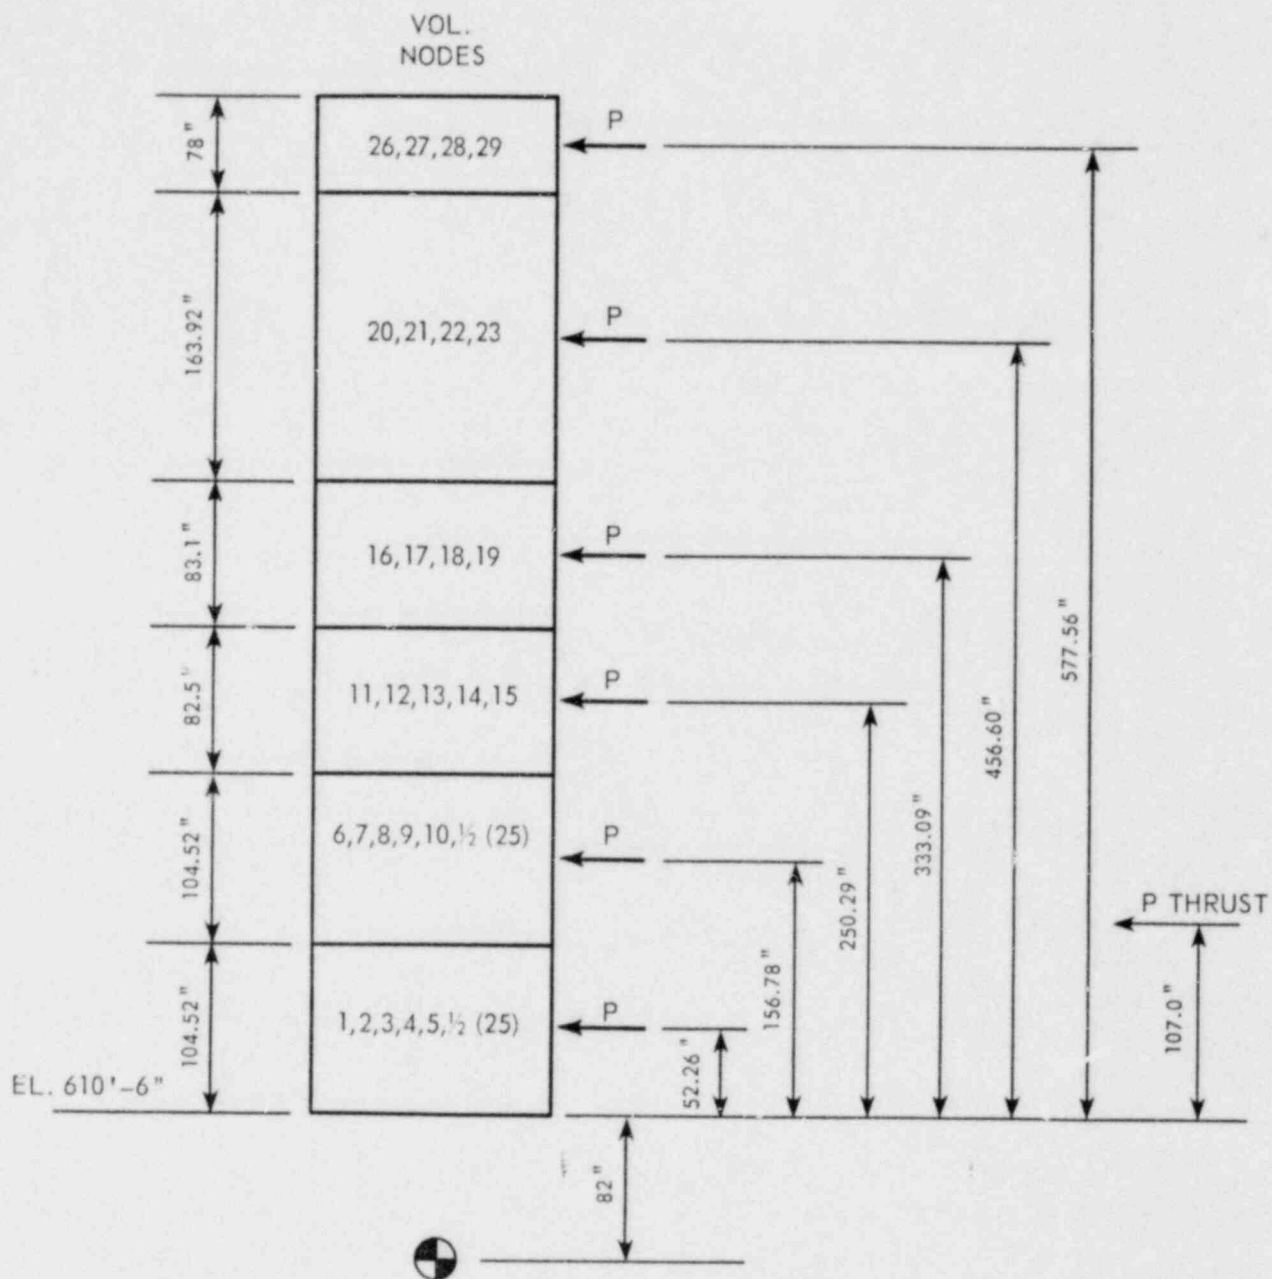 VOL.
NODES
78"
26,27,28,29
P
163.92"
20,21,22,23
P
83.1"
16,17,18,19
P
82.5"
11,12,13,14,15
P
104.52"
6,7,8,9,10,½ (25)
P
104.52"
1,2,3,4,5,½ (25)
P
EL. 610'-6"
52.26"
156.78"
250.29"
333.09"
456.60"
577.56"
P THRUST
107.0"
82"